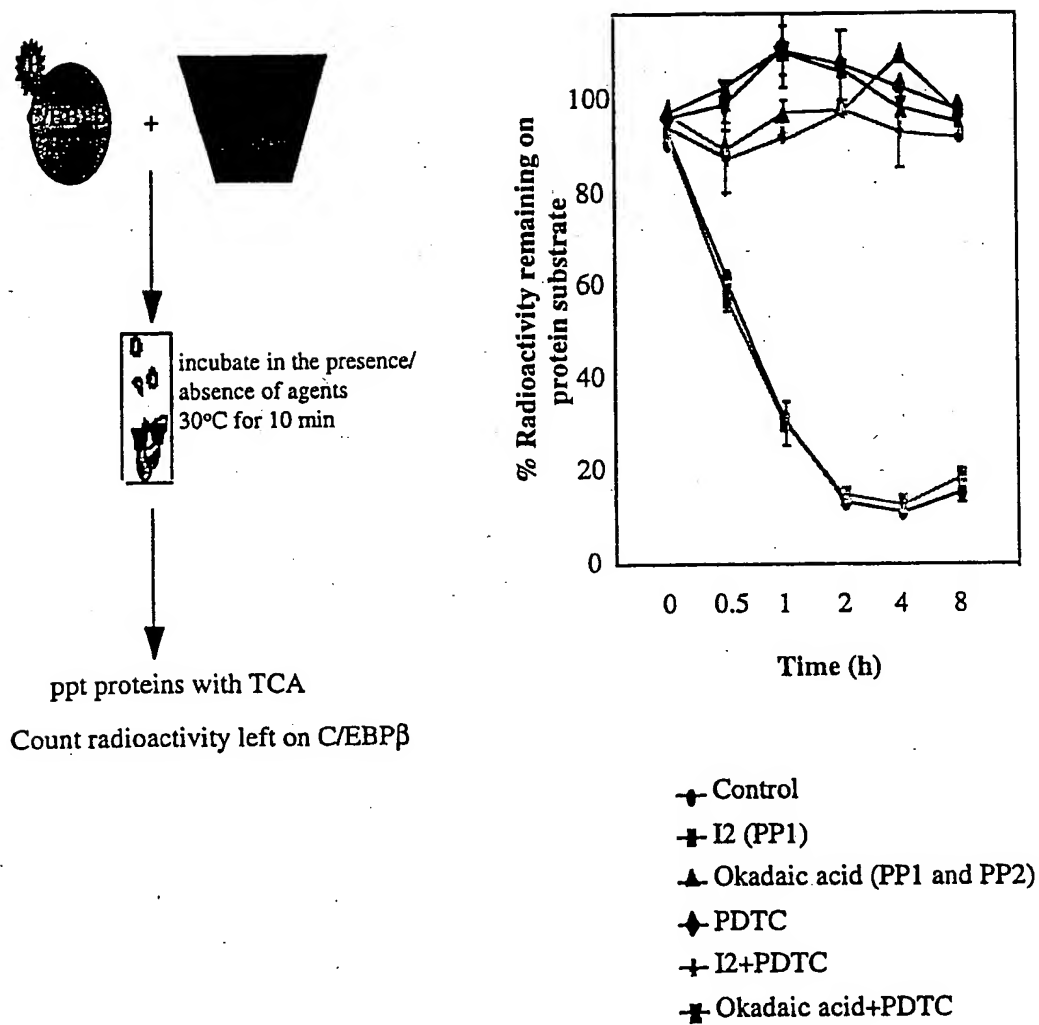 C/EBPβ
+
incubate in the presence/
absence of agents
30°C for 10 min
ppt proteins with TCA
Count radioactivity left on C/EBPβ
% Radioactivity remaining on
protein substrate
100
80
60
40
20
0
0 0.5 1 2 4 8
Time (h)
Control
I2 (PP1)
Okadaic acid (PP1 and PP2)
PDTC
I2+PDTC
Okadaic acid+PDTC